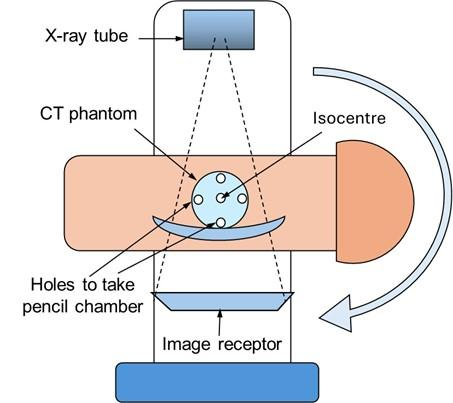 X-ray tube
CT phantom
Isocentre
Holes to take
pencil chamber
Image receptor